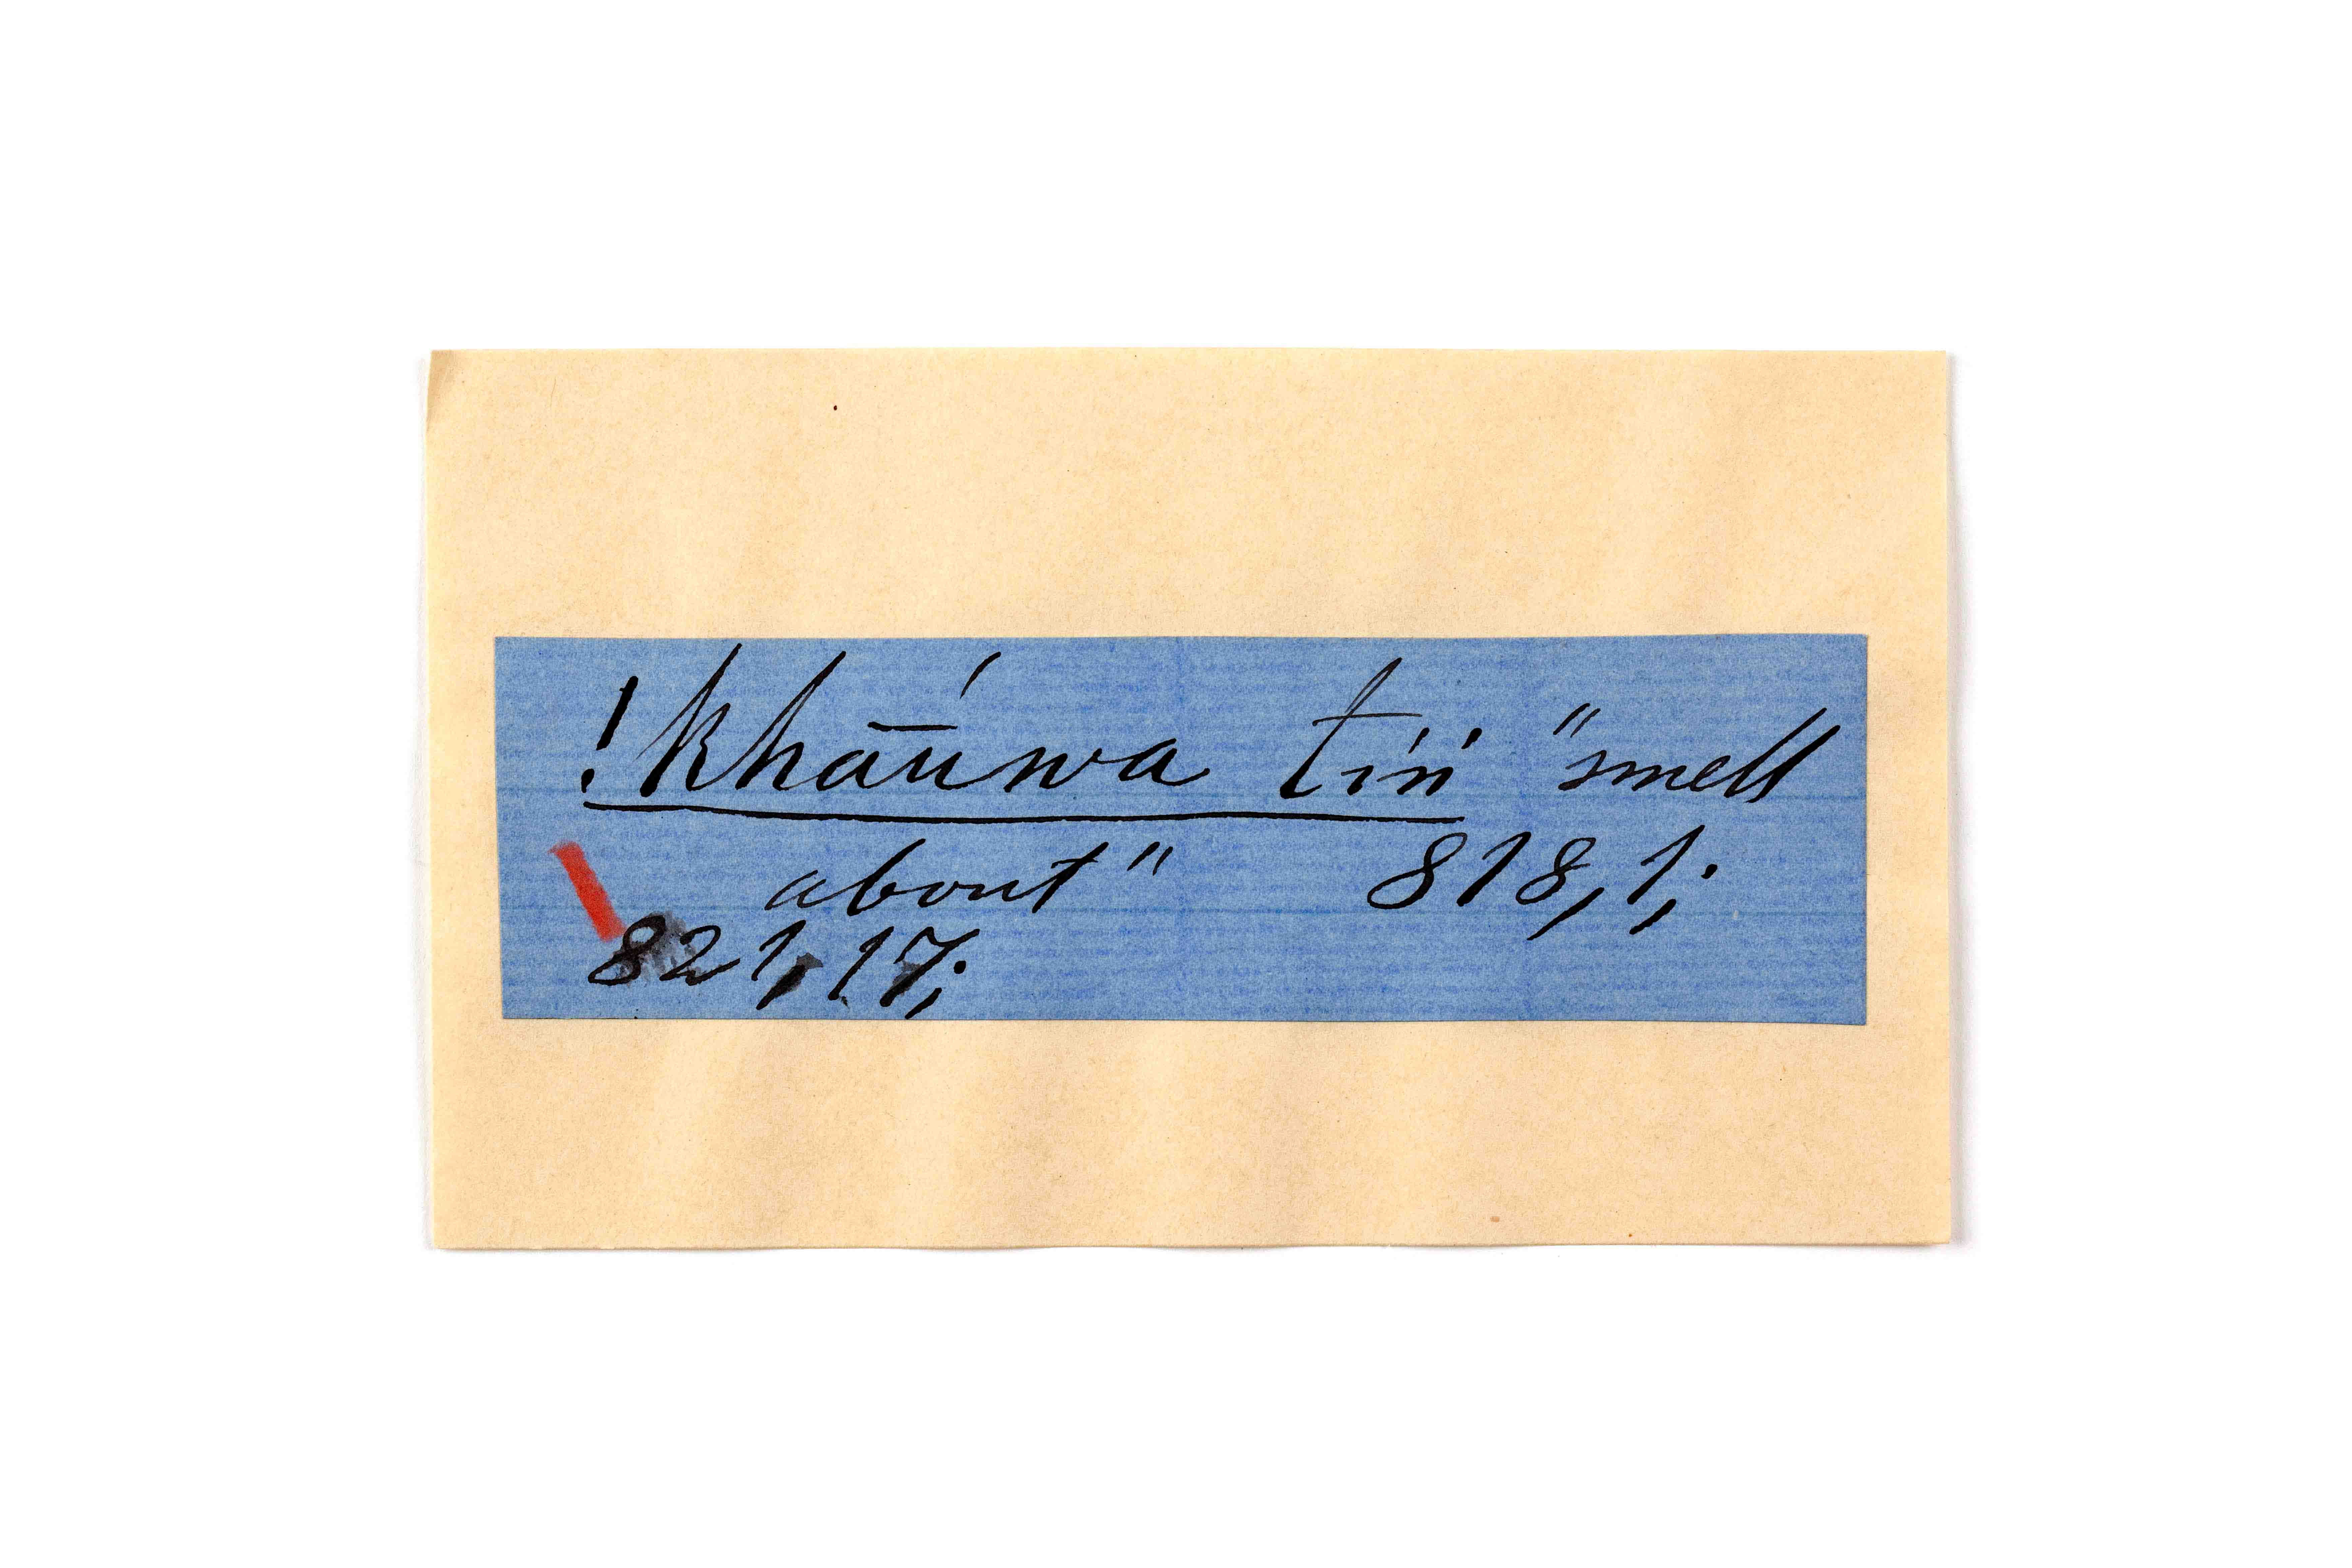 !khāúwa tíń "smell
about" 818,1;
821,17;